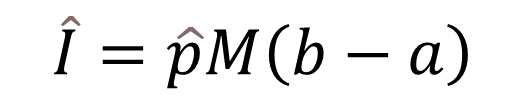 Î = p̂M(b − a)